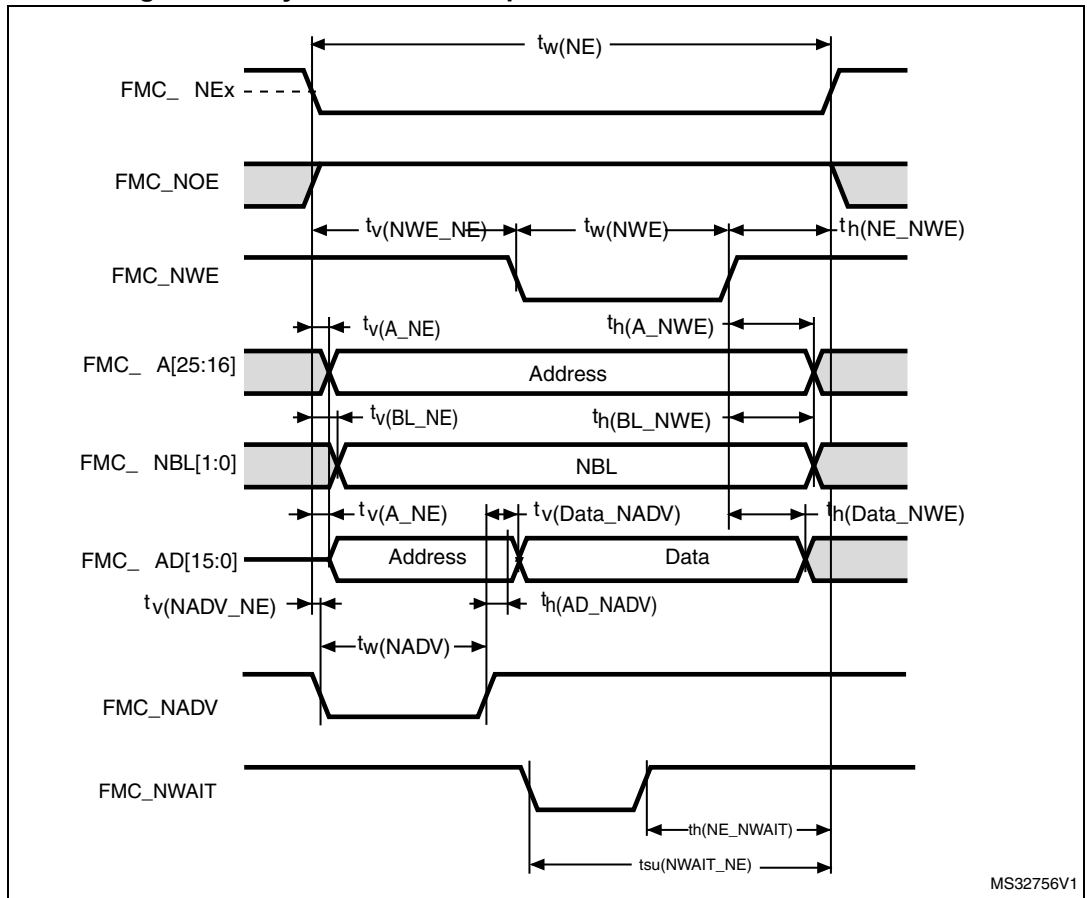 tw(NE)
FMC_ NEx
FMC_NOE
tv(NWE_NE)
tw(NWE)
th(NE_NWE)
FMC_NWE
tv(A_NE)
th(A_NWE)
FMC_ A[25:16]
Address
tv(BL_NE)
th(BL_NWE)
FMC_ NBL[1:0]
NBL
tv(A_NE)
tv(Data_NADV)
th(Data_NWE)
FMC_ AD[15:0]
Address
Data
tv(NADV_NE)
th(AD_NADV)
tw(NADV)
FMC_NADV
FMC_NWAIT
th(NE_NWAIT)
tsu(NWAIT_NE)
MS32756V1